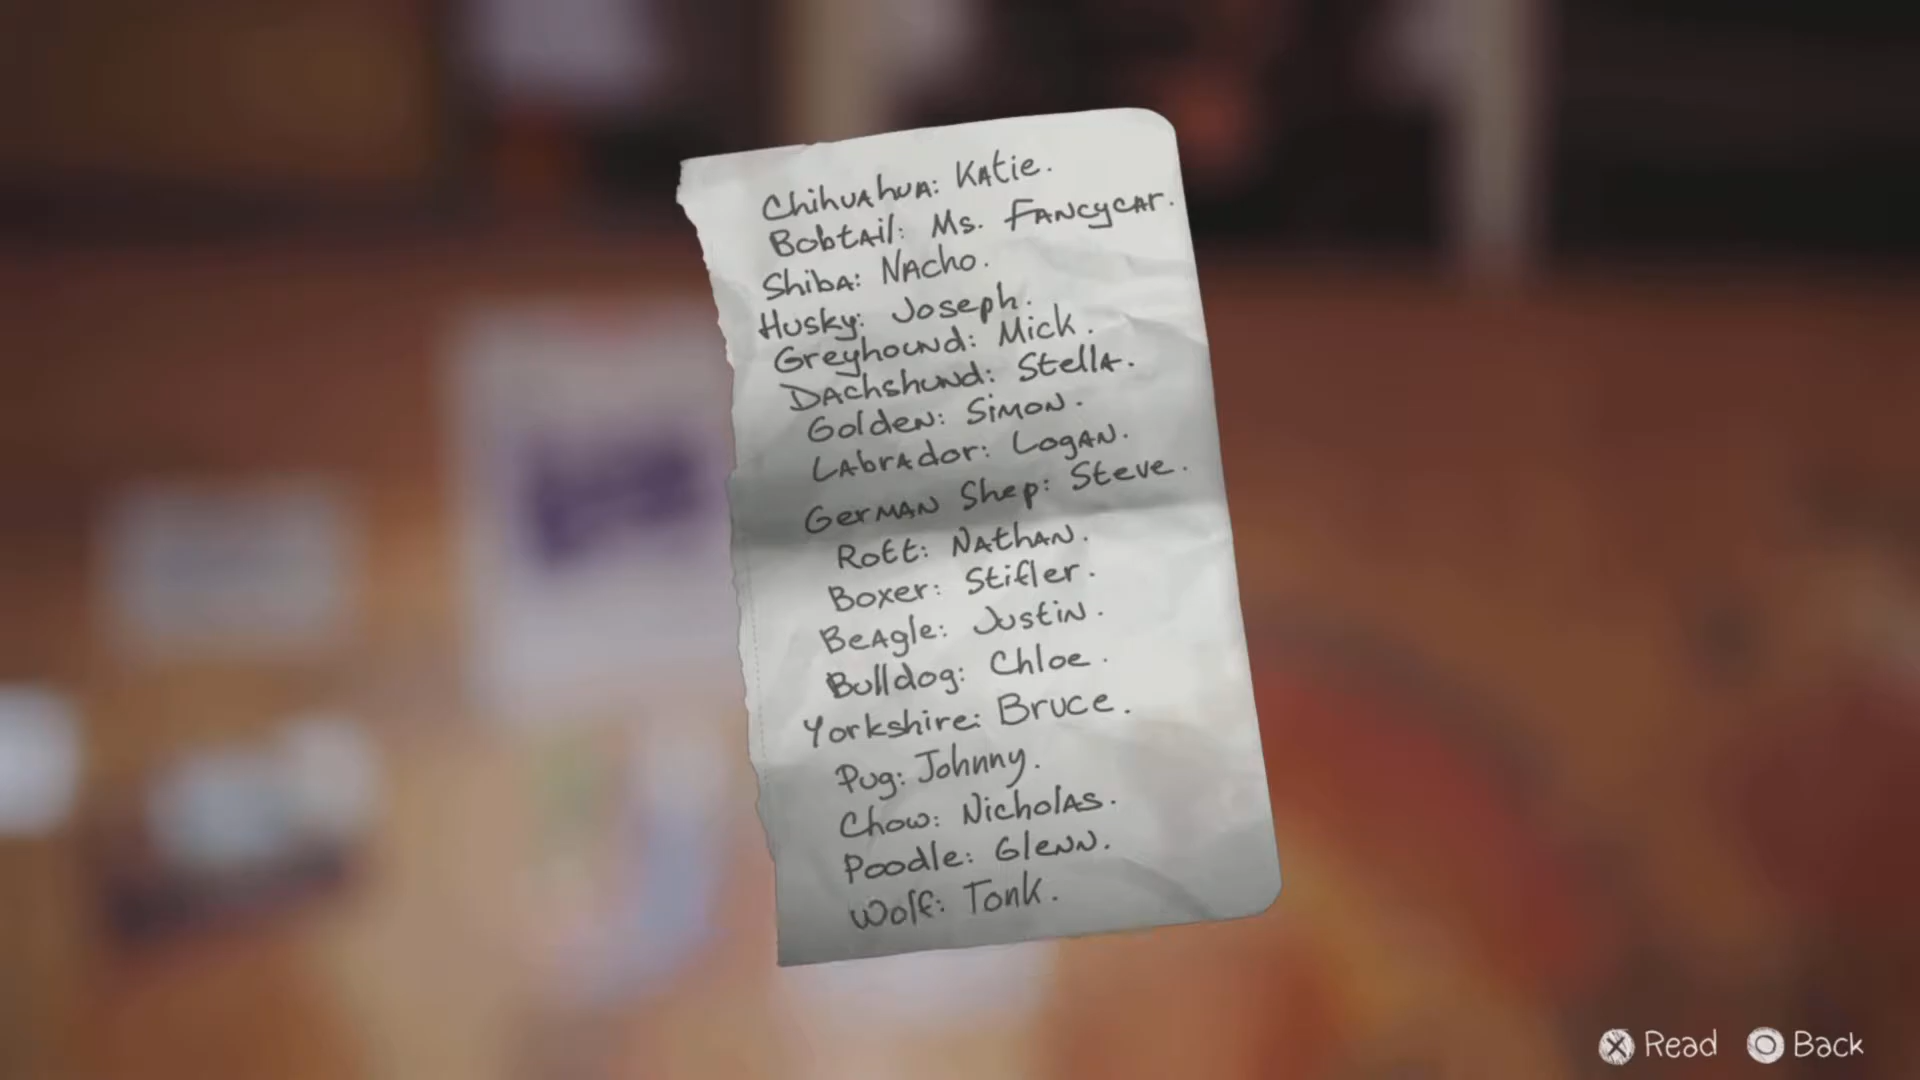 Chihuahua: Katie.
Bobtail: Ms. Fancycar.
Shiba: Nacho.
Husky: Joseph.
Greyhound: Mick.
Dachshund: Stella.
Golden: Simon.
Labrador: Logan.
German Shep: Steve.
Rott: Nathan.
Boxer: Stifler.
Beagle: Justin.
Bulldog: Chloe.
Yorkshire: Bruce.
Pug: Johnny.
Chow: Nicholas.
Poodle: Glenn.
Wolf: Tonk.
Read Back